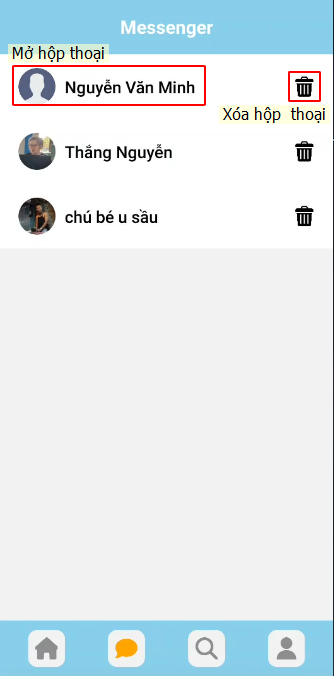 Messenger
Mở hộp thoại
Nguyễn Văn Minh
Xóa hộp thoại
Thắng Nguyễn
chú bé u sầu